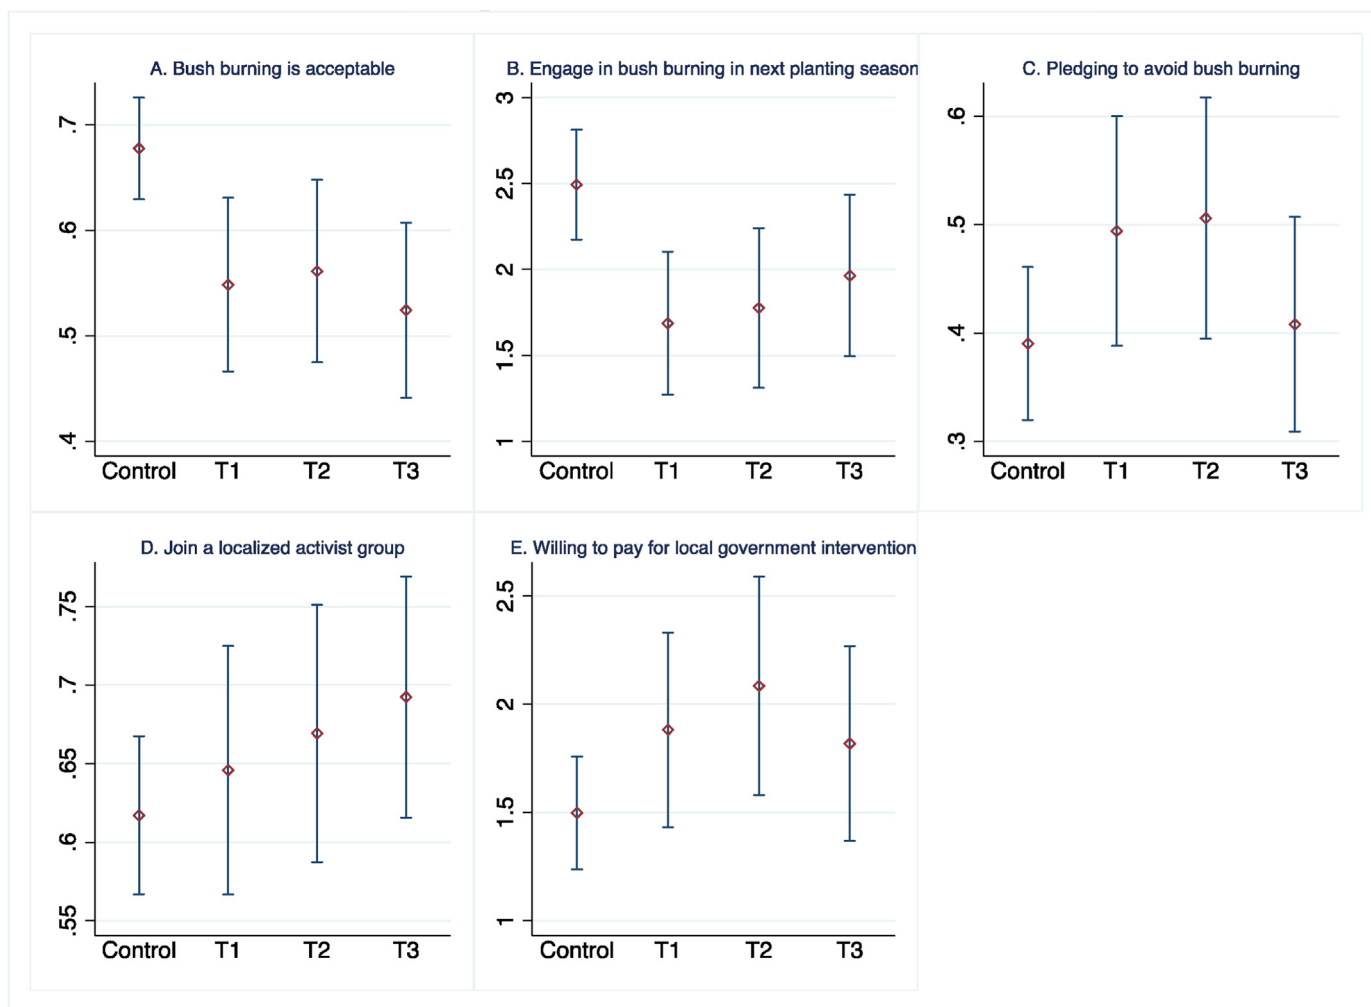 A. Bush burning is acceptable
.7
.6
.5
.4
Control T1 T2 T3
B. Engage in bush burning in next planting season
3
2.5
2
1.5
1
Control T1 T2 T3
C. Pledging to avoid bush burning
.6
.5
.4
.3
Control T1 T2 T3
D. Join a localized activist group
.75
.7
.65
.6
.55
Control T1 T2 T3
E. Willing to pay for local government intervention
2.5
2
1.5
1
Control T1 T2 T3